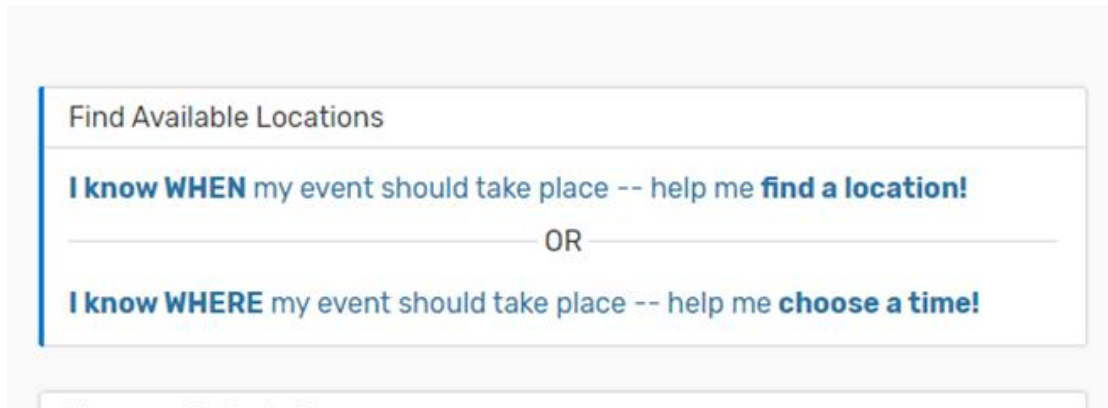 Find Available Locations
I know WHEN my event should take place -- help me find a location!
OR
I know WHERE my event should take place -- help me choose a time!